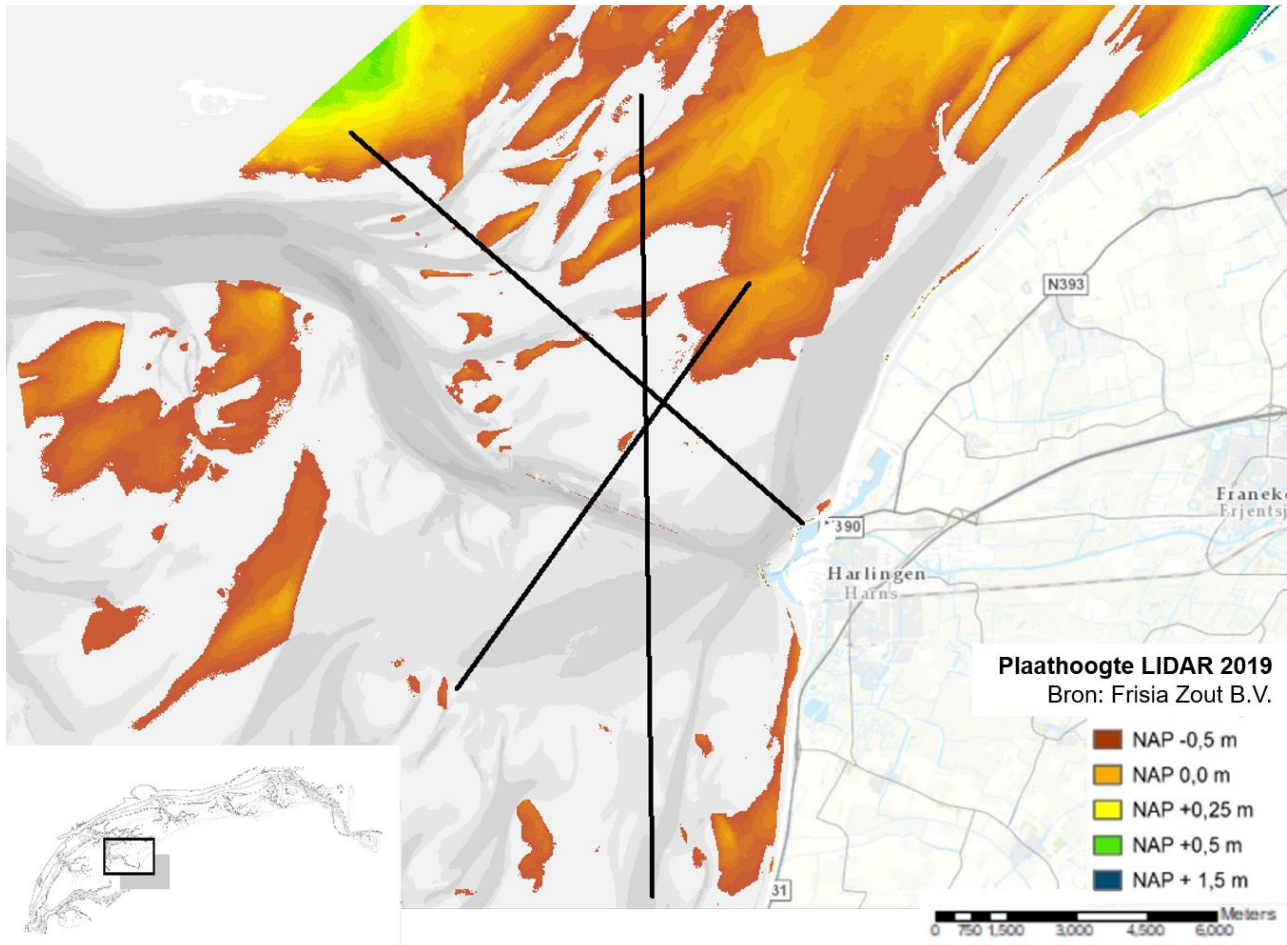 N393
Franeke
Frjentsj
N390
Harlingen
Harns
Plaathoogte LIDAR 2019
Bron: Frisia Zout B.V.
NAP -0,5 m
NAP 0,0 m
NAP +0,25 m
NAP +0,5 m
NAP + 1,5 m
31
Meters
0 750 1,500 3,000 4,500 6,000